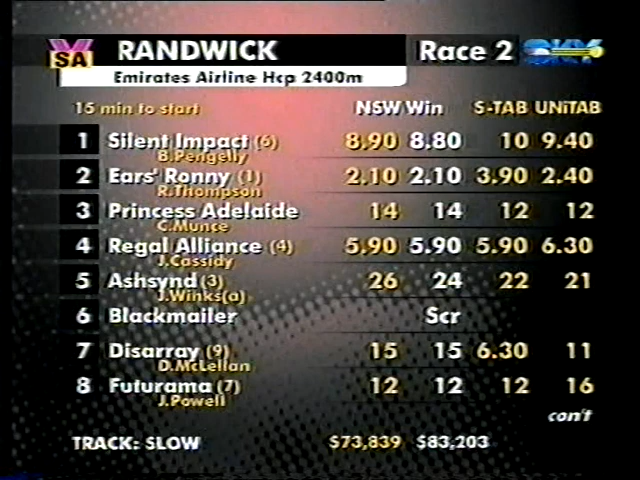 SA RANDWICK Race 2 SKY
Emirates Airline Hcp 2400m
15 min to start NSW Win S-TAB UNiTAB
1 Silent Impact (6) 8.90 8.80 10 9.40
B.Pengelly
2 Ears' Ronny (1) 2.10 2.10 3.90 2.40
R.Thompson
3 Princess Adelaide 14 14 12 12
C.Munce
4 Regal Alliance (4) 5.90 5.90 5.90 6.30
J.Cassidy
5 Ashsynd (3) 26 24 22 21
J.Winks(a)
6 Blackmailer Scr
7 Disarray (9) 15 15 6.30 11
D.McLellan
8 Futurama (7) 12 12 12 16
J.Powell
con't
TRACK: SLOW $73,839 $83,203